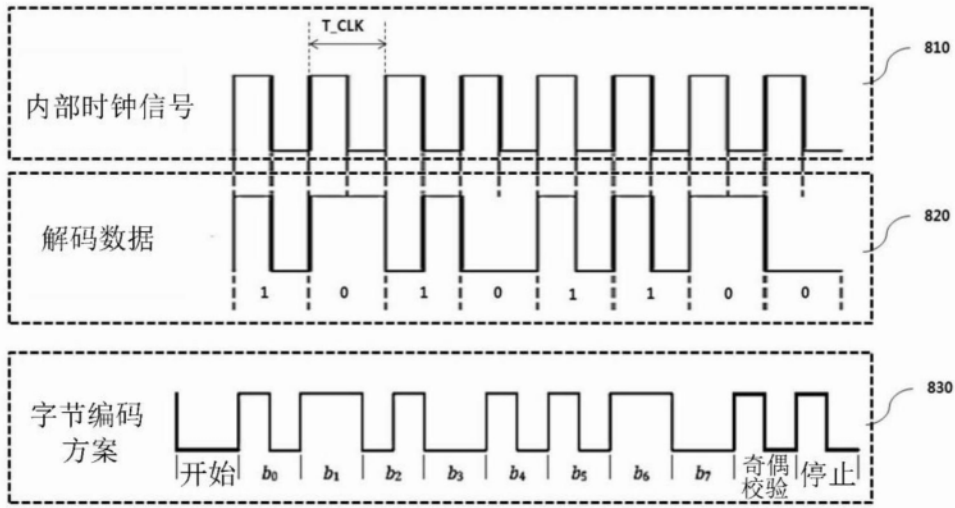 T_CLK
810
内部时钟信号
820
解码数据
1 0 1 0 1 1 0 0
830
字节编码
方案
开始 b₀ b₁ b₂ b₃ b₄ b₅ b₆ b₇ 奇偶 停止
校验